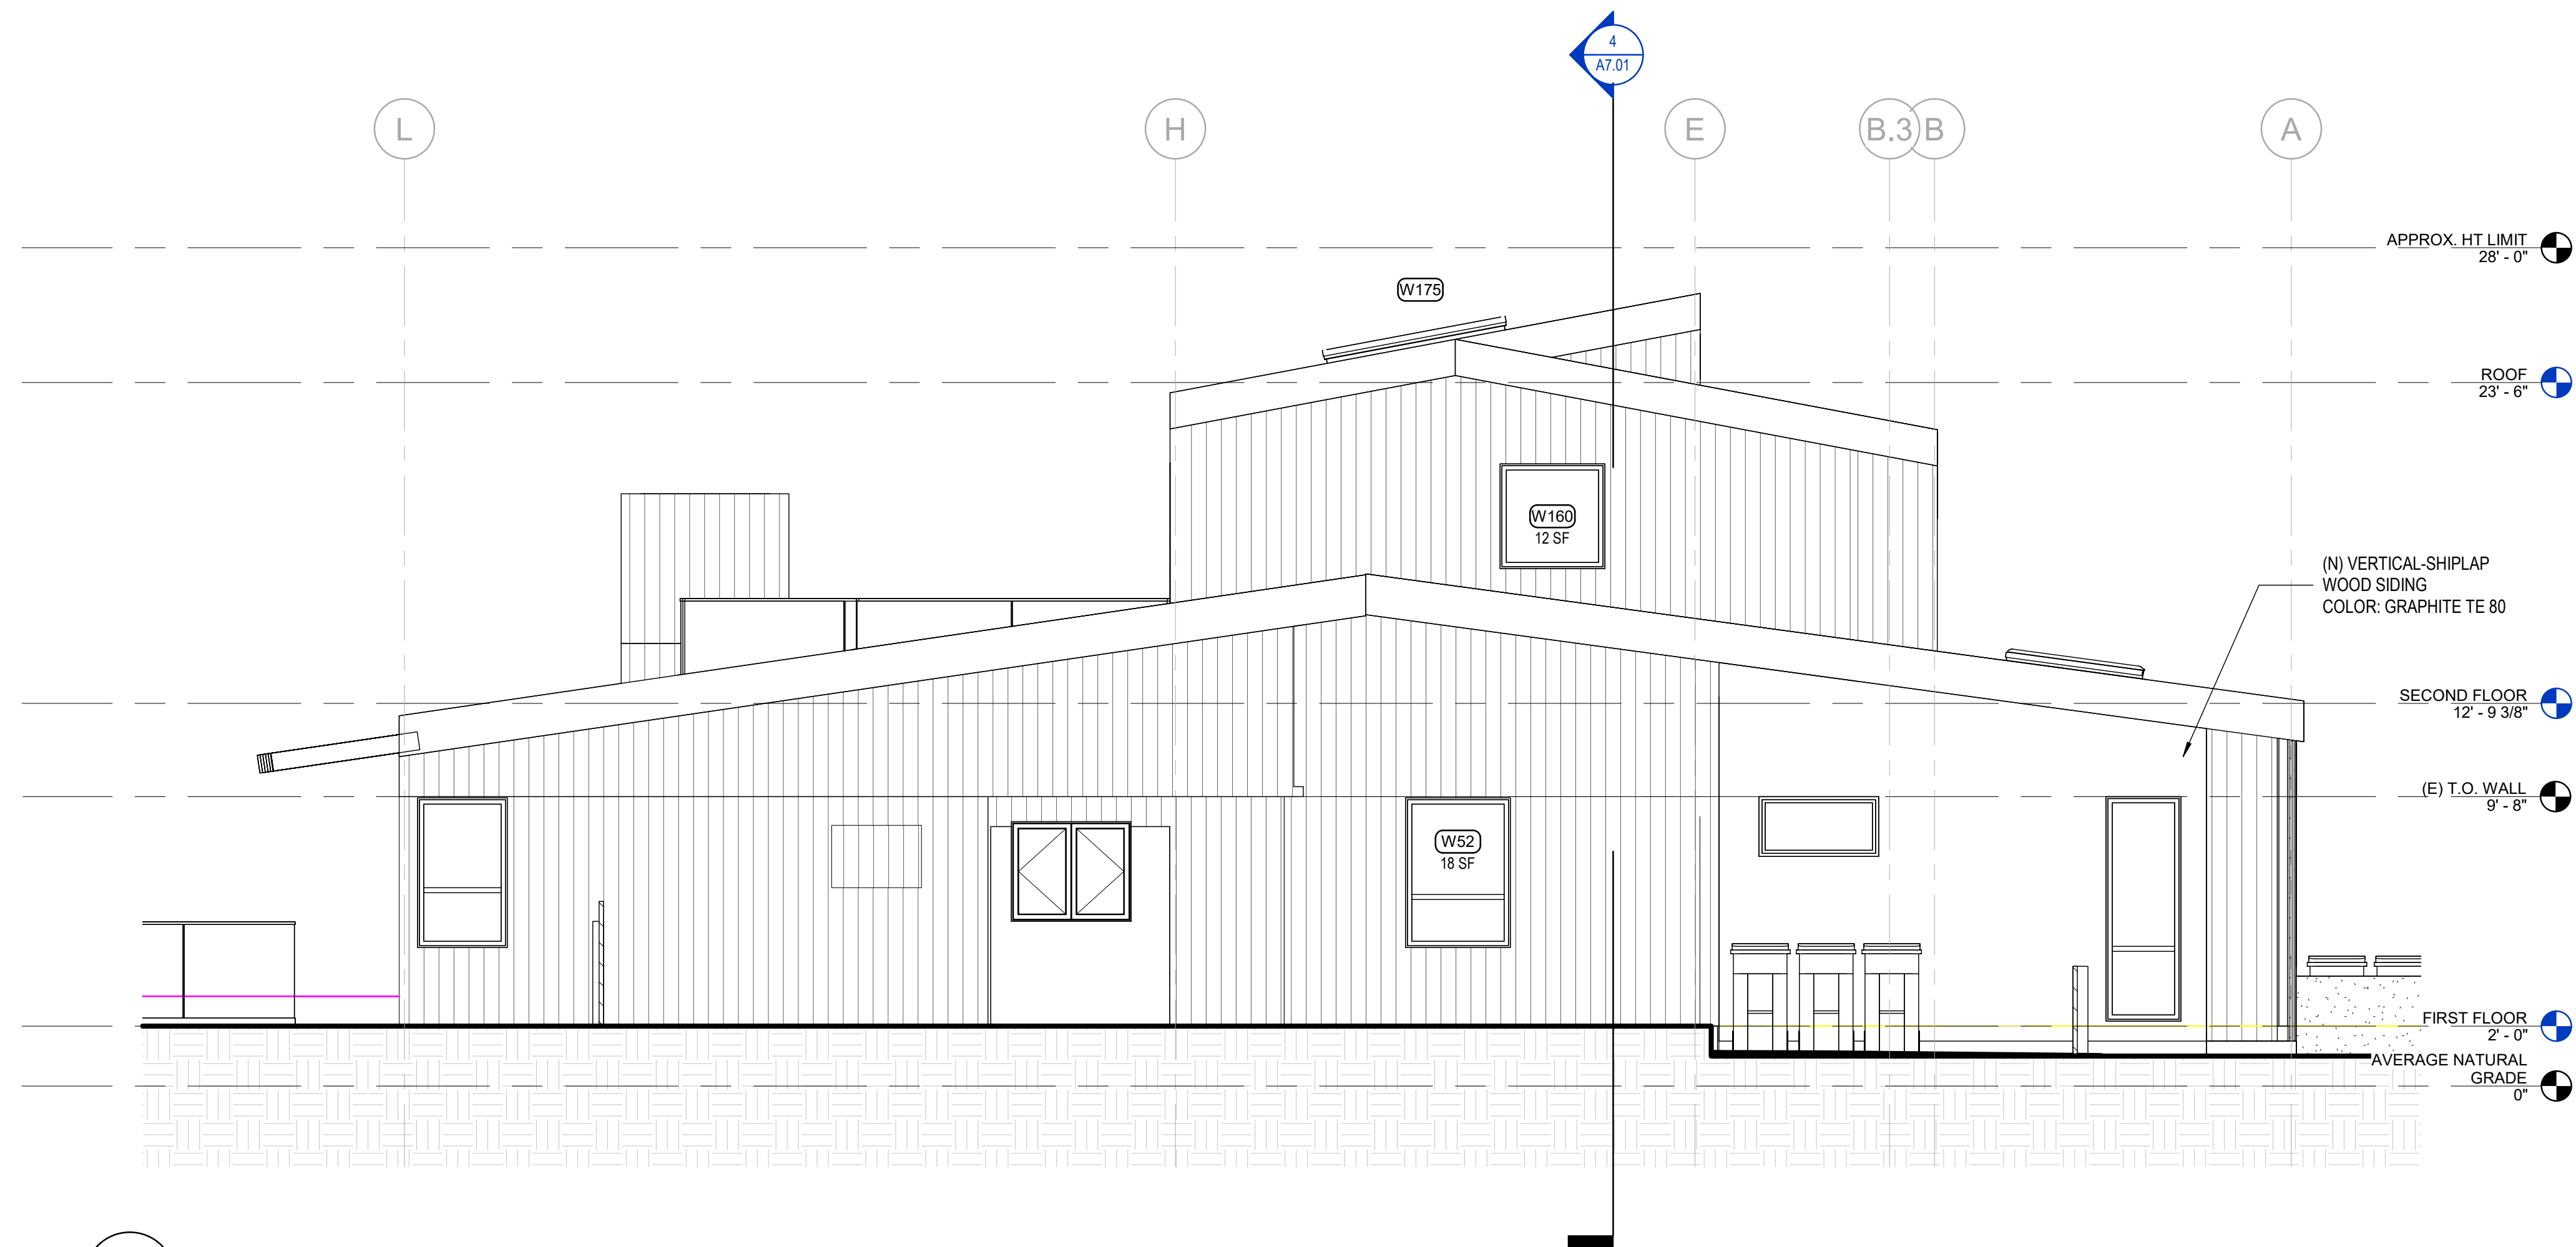 4
A7.01
L
H
E
B.3
B
A
APPROX. HT LIMIT
28' - 0"
W175
ROOF
23' - 6"
W160
12 SF
(N) VERTICAL-SHIPLAP
WOOD SIDING
COLOR: GRAPHITE TE 80
SECOND FLOOR
12' - 9 3/8"
(E) T.O. WALL
9' - 8"
W52
18 SF
FIRST FLOOR
2' - 0"
AVERAGE NATURAL
GRADE
0"